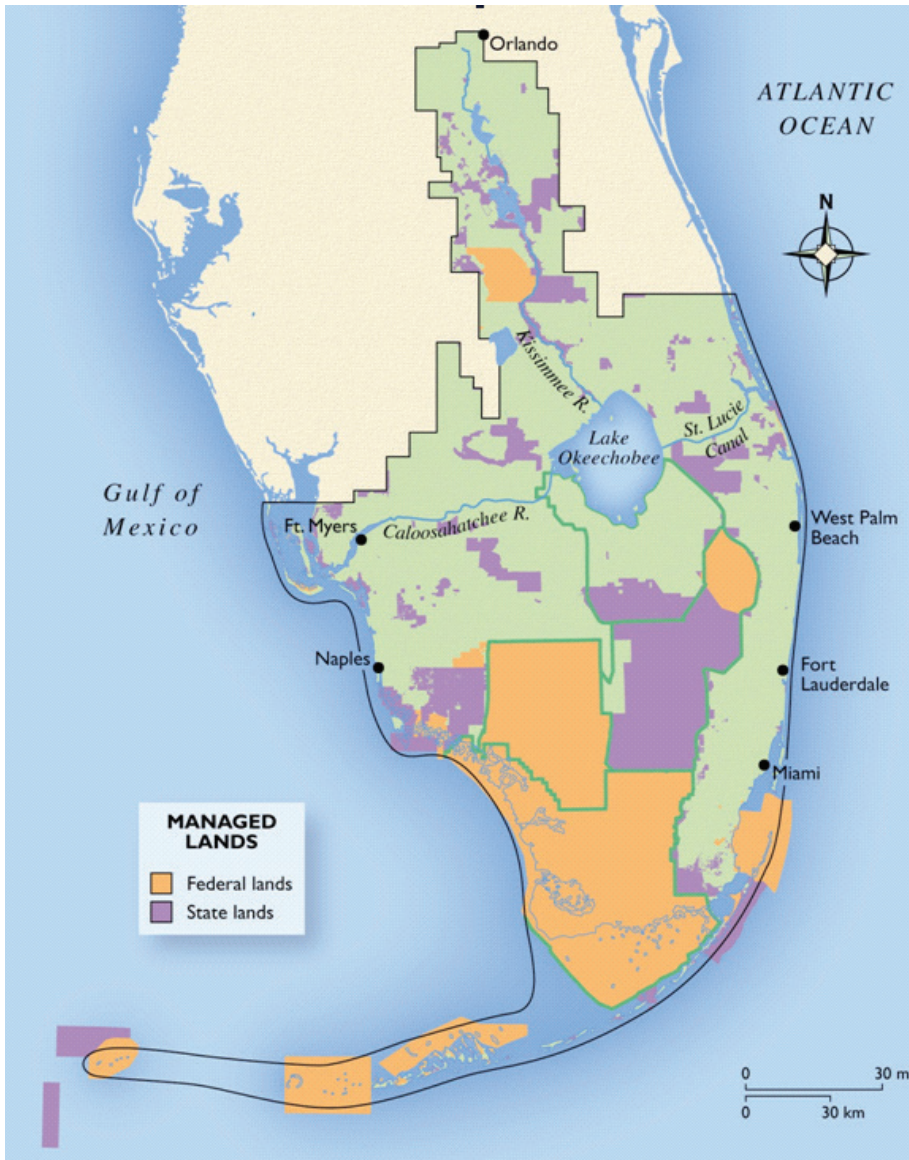 Orlando
ATLANTIC
OCEAN
N
Kissimmee R.
St. Lucie
Canal
Lake
Okeechobee
Gulf of
Mexico
Ft. Myers
Caloosahatchee R.
West Palm
Beach
Naples
Fort
Lauderdale
Miami
MANAGED
LANDS
Federal lands
State lands
0 30 m
0 30 km